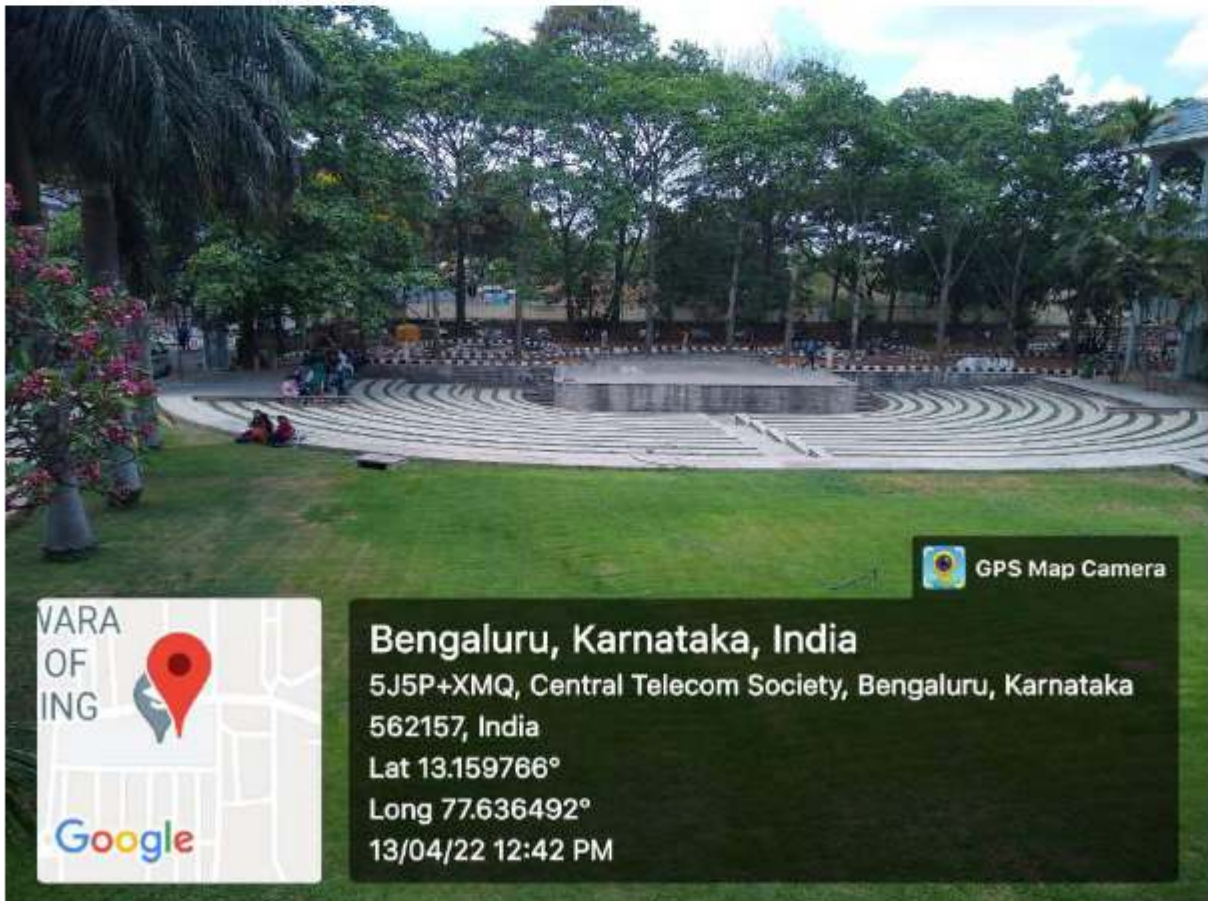 GPS Map Camera
WARA
OF
ING
Google
Bengaluru, Karnataka, India
5J5P+XMQ, Central Telecom Society, Bengaluru, Karnataka
562157, India
Lat 13.159766°
Long 77.636492°
13/04/22 12:42 PM